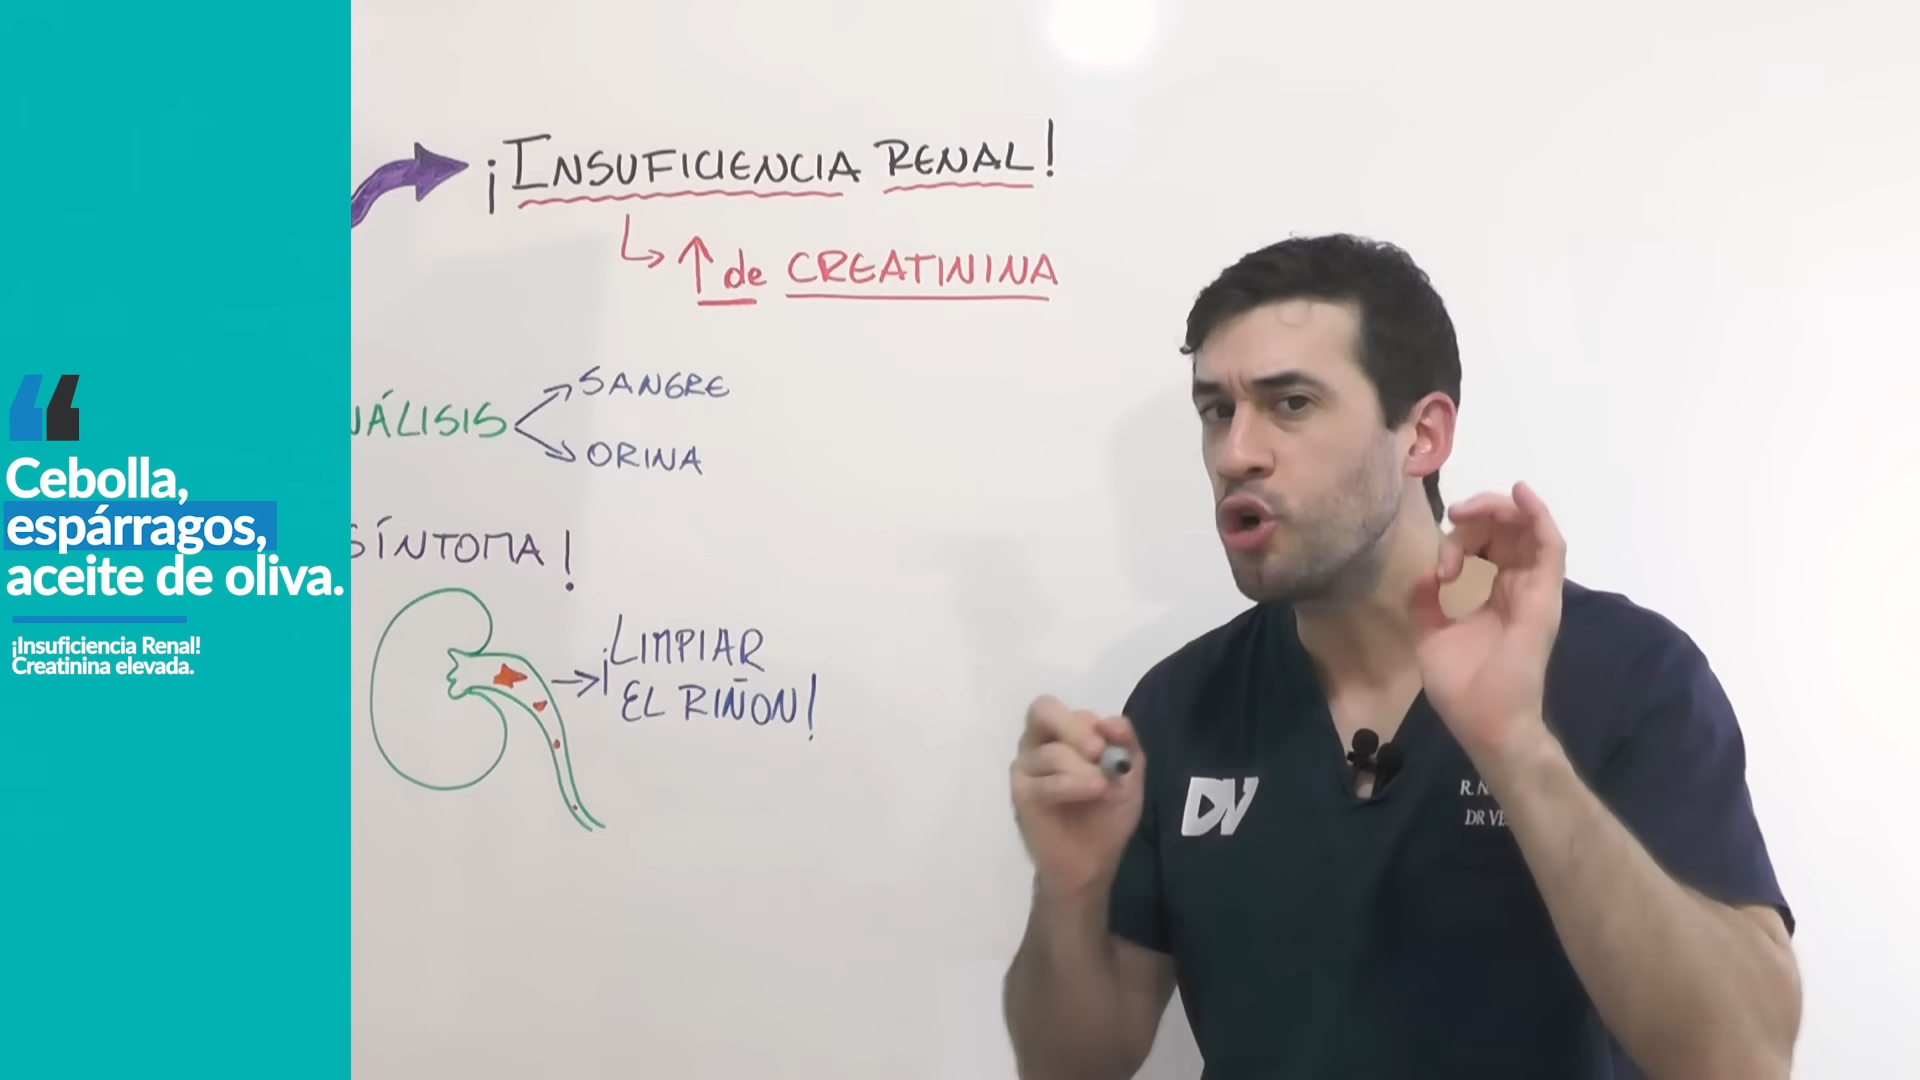 Cebolla,
espárragos,
aceite de oliva.
¡Insuficiencia Renal!
Creatinina elevada.
¡INSUFICIENCIA RENAL!
↑ de CREATININA
NÁLISIS
SANGRE
ORINA
SÍNTOMA!
¡LIMPIAR
EL RIÑON!
DV